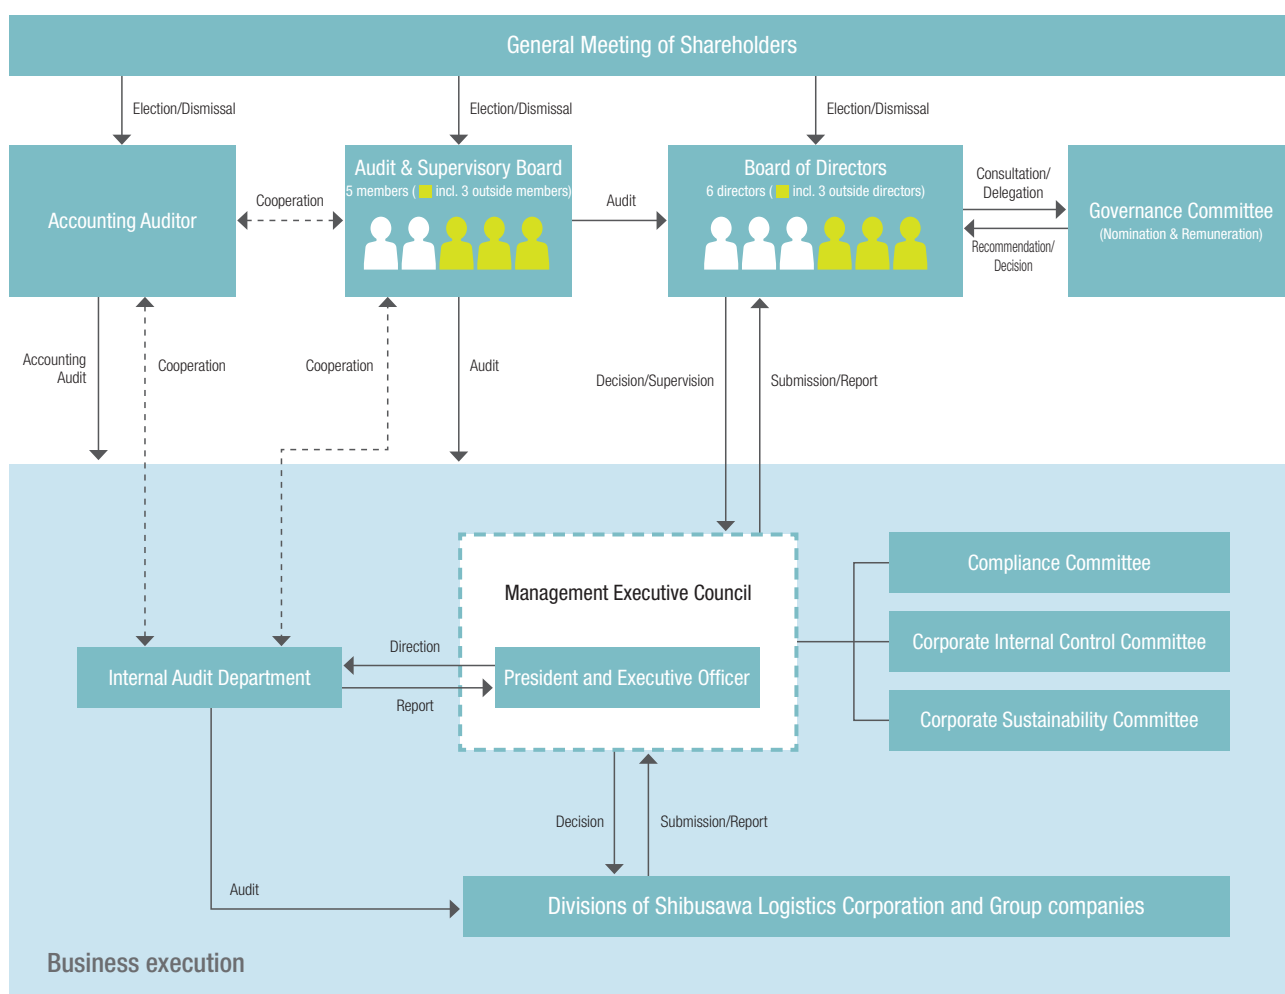 General Meeting of Shareholders
Election/Dismissal
Election/Dismissal
Election/Dismissal
Accounting Auditor
Cooperation
Audit & Supervisory Board
5 members ( incl. 3 outside members)
Audit
Board of Directors
6 directors ( incl. 3 outside directors)
Consultation/
Delegation
Recommendation/
Decision
Governance Committee
(Nomination & Remuneration)
Accounting
Audit
Cooperation
Cooperation
Audit
Decision/Supervision
Submission/Report
Management Executive Council
President and Executive Officer
Compliance Committee
Corporate Internal Control Committee
Corporate Sustainability Committee
Internal Audit Department
Direction
Report
Decision
Submission/Report
Audit
Divisions of Shibusawa Logistics Corporation and Group companies
Business execution